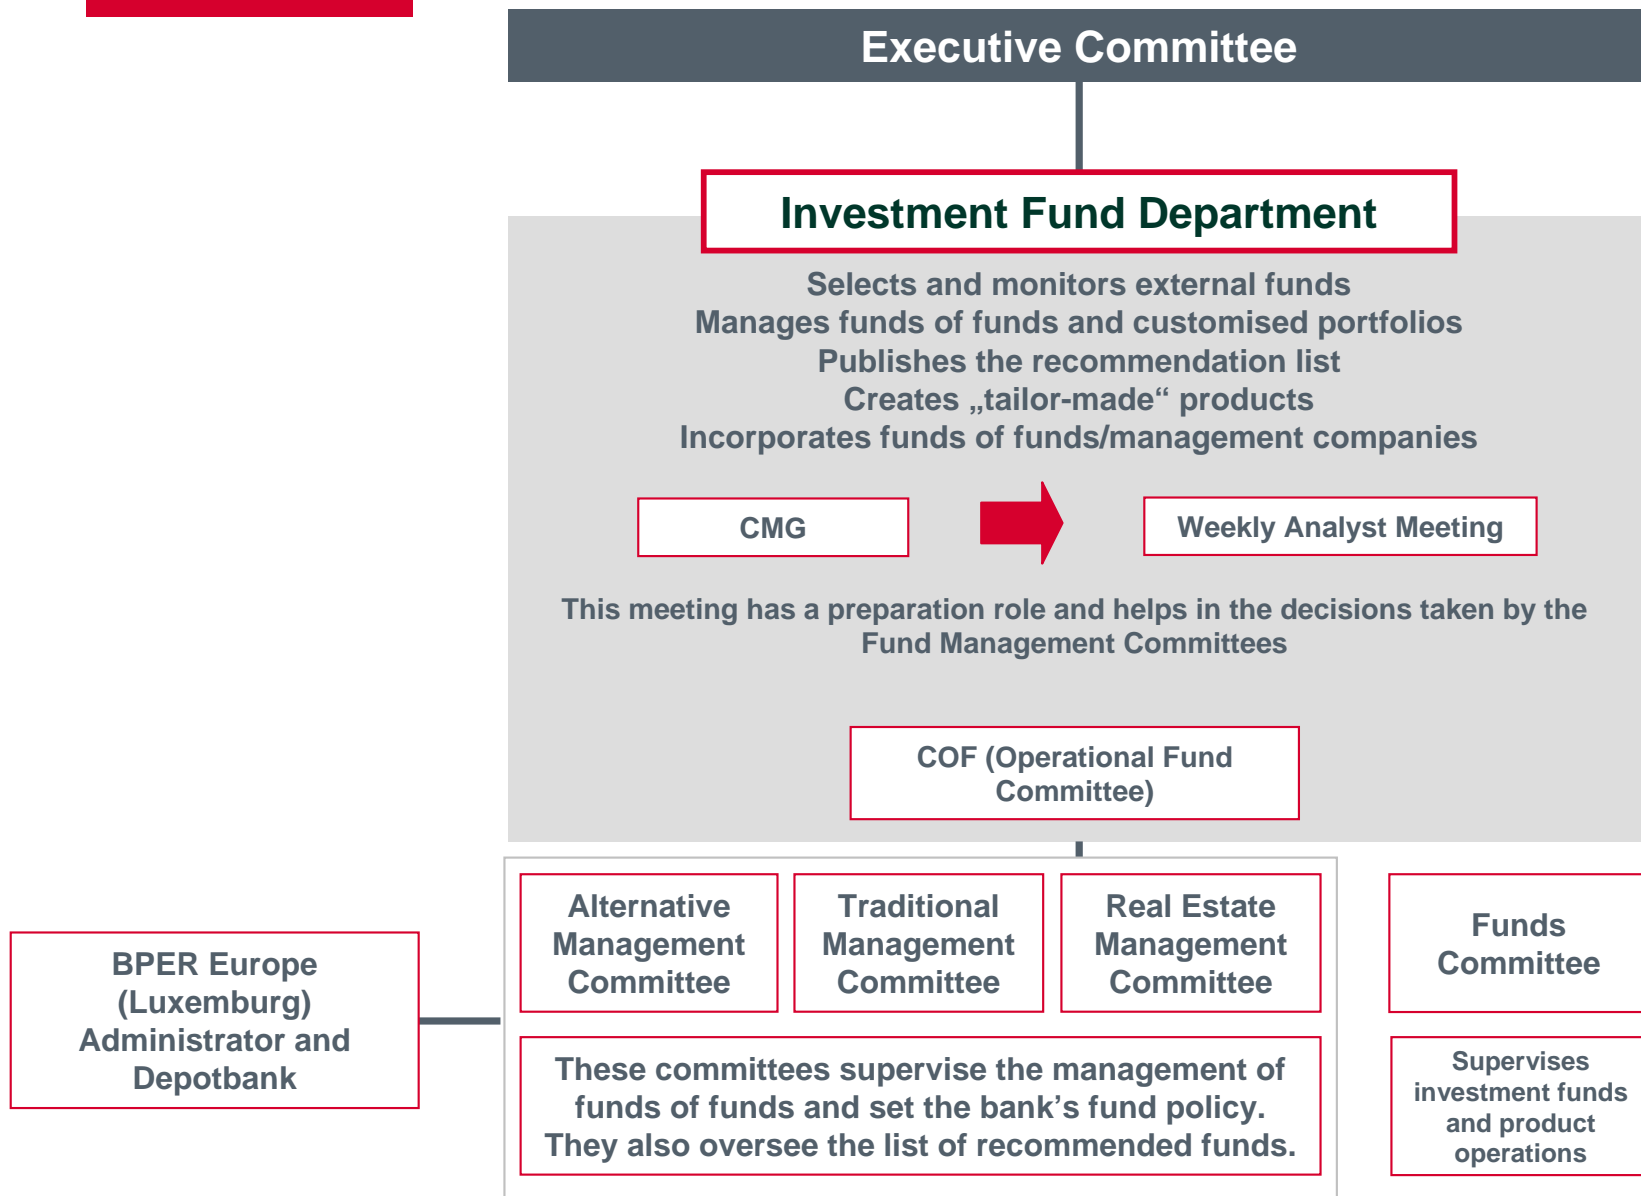 Executive Committee
Investment Fund Department
Selects and monitors external funds
Manages funds of funds and customised portfolios
Publishes the recommendation list
Creates „tailor-made“ products
Incorporates funds of funds/management companies
CMG
Weekly Analyst Meeting
This meeting has a preparation role and helps in the decisions taken by the
Fund Management Committees
COF (Operational Fund
Committee)
Alternative
Management
Committee
Traditional
Management
Committee
Real Estate
Management
Committee
Funds
Committee
BPER Europe
(Luxemburg)
Administrator and
Depotbank
These committees supervise the management of
funds of funds and set the bank’s fund policy.
They also oversee the list of recommended funds.
Supervises
investment funds
and product
operations